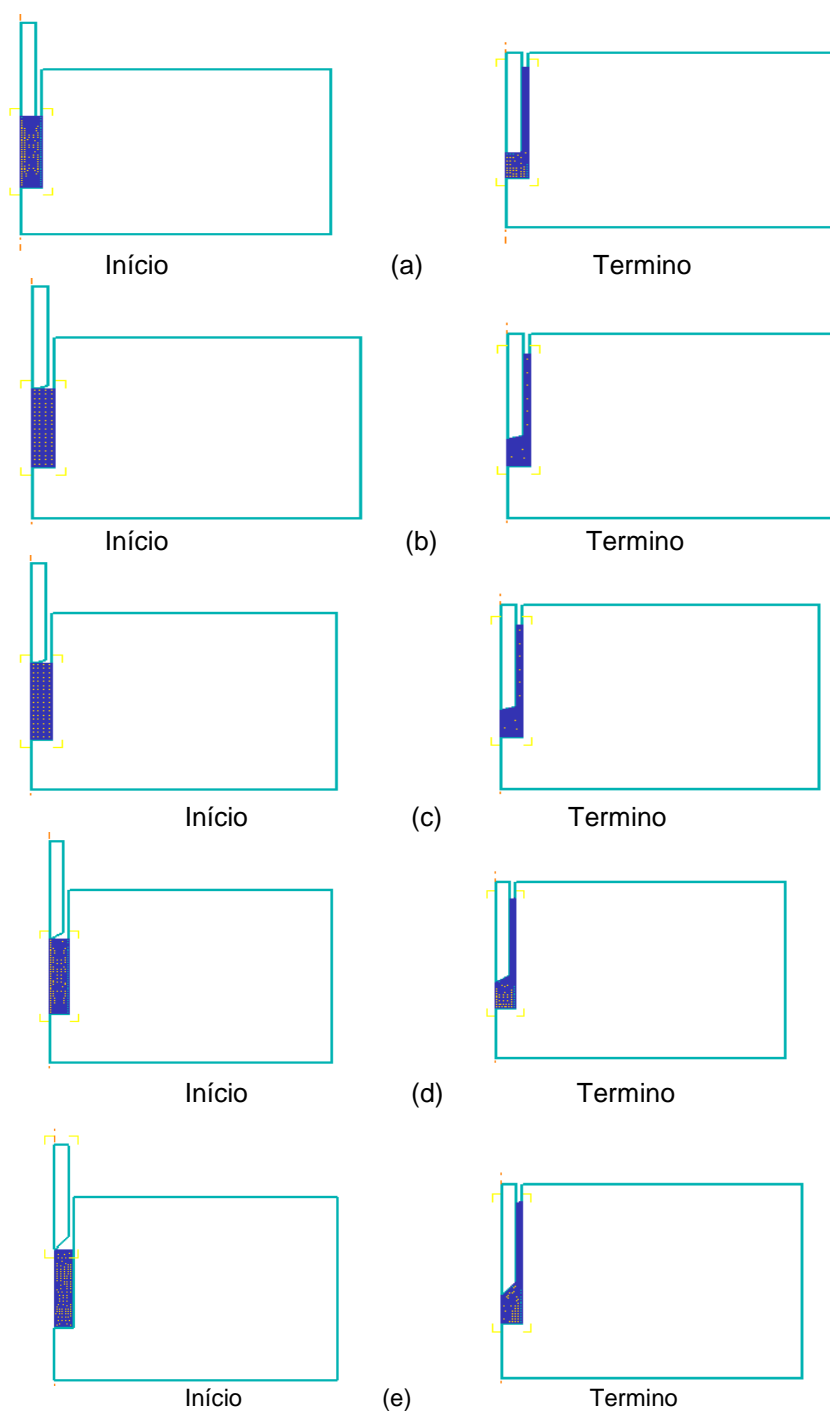 Início (a) Termino
Início (b) Termino
Início (c) Termino
Início (d) Termino
Início (e) Termino